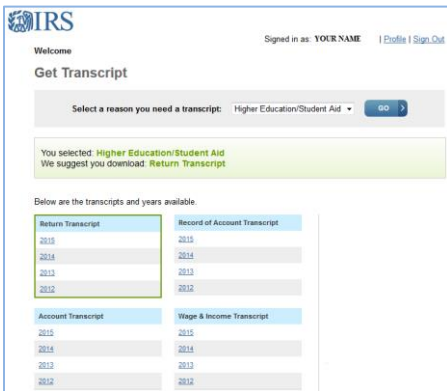 IRS
Signed in as: YOUR NAME | Profile | Sign Out
Welcome
Get Transcript
Select a reason you need a transcript: Higher Education/Student Aid GO
You selected: Higher Education/Student Aid
We suggest you download: Return Transcript
Below are the transcripts and years available.
Return Transcript
2015
2014
2013
2012
Record of Account Transcript
2015
2014
2013
2012
Account Transcript
2015
2014
2013
2012
Wage & Income Transcript
2015
2014
2013
2012